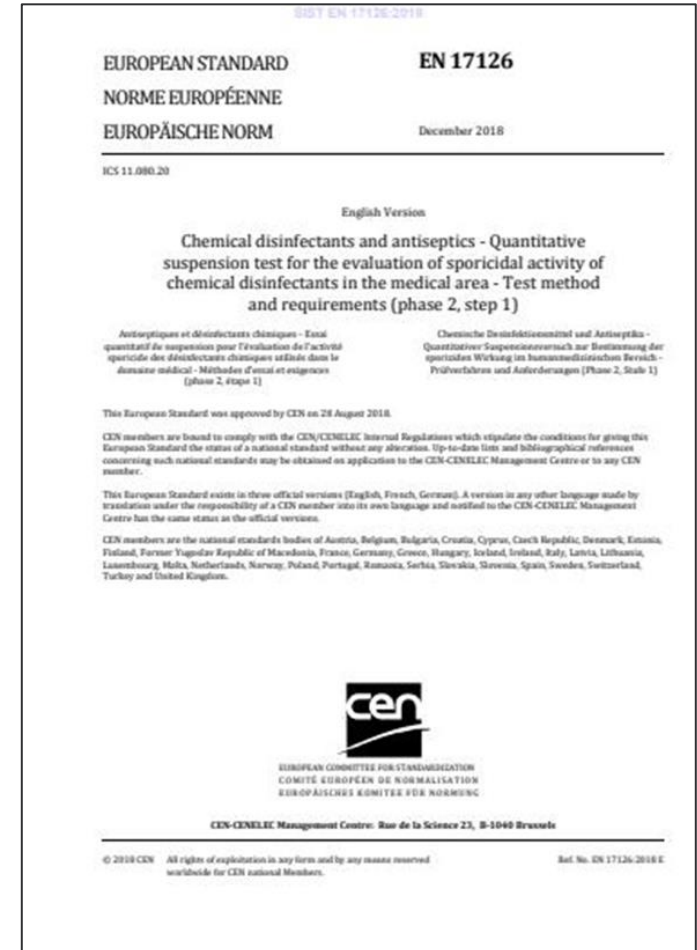 SIST EN 17126:2018
EUROPEAN STANDARD
EN 17126
NORME EUROPÉENNE
EUROPÄISCHE NORM
December 2018
ICS 11.080.20
English Version
Chemical disinfectants and antiseptics - Quantitative
suspension test for the evaluation of sporicidal activity of
chemical disinfectants in the medical area - Test method
and requirements (phase 2, step 1)
Antiseptiques et désinfectants chimiques - Essai
quantitatif de suspension pour l'évaluation de l'activité
sporicide des désinfectants chimiques utilisés dans le
domaine médical - Méthodes d'essai et exigences
(phase 2, étape 1)
Chemische Desinfektionsmittel und Antiseptika -
Quantitativer Suspensionsversuch zur Bestimmung der
sporiziden Wirkung im humanmedizinischen Bereich -
Prüfverfahren und Anforderungen (Phase 2, Stufe 1)
This European Standard was approved by CEN on 28 August 2018.
CEN members are bound to comply with the CEN/CENELEC Internal Regulations which stipulate the conditions for giving this
European Standard the status of a national standard without any alteration. Up-to-date lists and bibliographical references
concerning such national standards may be obtained on application to the CEN-CENELEC Management Centre or to any CEN
member.
This European Standard exists in three official versions (English, French, German). A version in any other language made by
translation under the responsibility of a CEN member into its own language and notified to the CEN-CENELEC Management
Centre has the same status as the official versions.
CEN members are the national standards bodies of Austria, Belgium, Bulgaria, Croatia, Cyprus, Czech Republic, Denmark, Estonia,
Finland, Former Yugoslav Republic of Macedonia, France, Germany, Greece, Hungary, Iceland, Ireland, Italy, Latvia, Lithuania,
Luxembourg, Malta, Netherlands, Norway, Poland, Portugal, Romania, Serbia, Slovakia, Slovenia, Spain, Sweden, Switzerland,
Turkey and United Kingdom.
cen
EUROPEAN COMMITTEE FOR STANDARDIZATION
COMITÉ EUROPÉEN DE NORMALISATION
EUROPÄISCHES KOMITEE FÜR NORMUNG
CEN-CENELEC Management Centre: Rue de la Science 23, B-1040 Brussels
© 2018 CEN All rights of exploitation in any form and by any means reserved
worldwide for CEN national Members.
Ref. No. EN 17126:2018 E